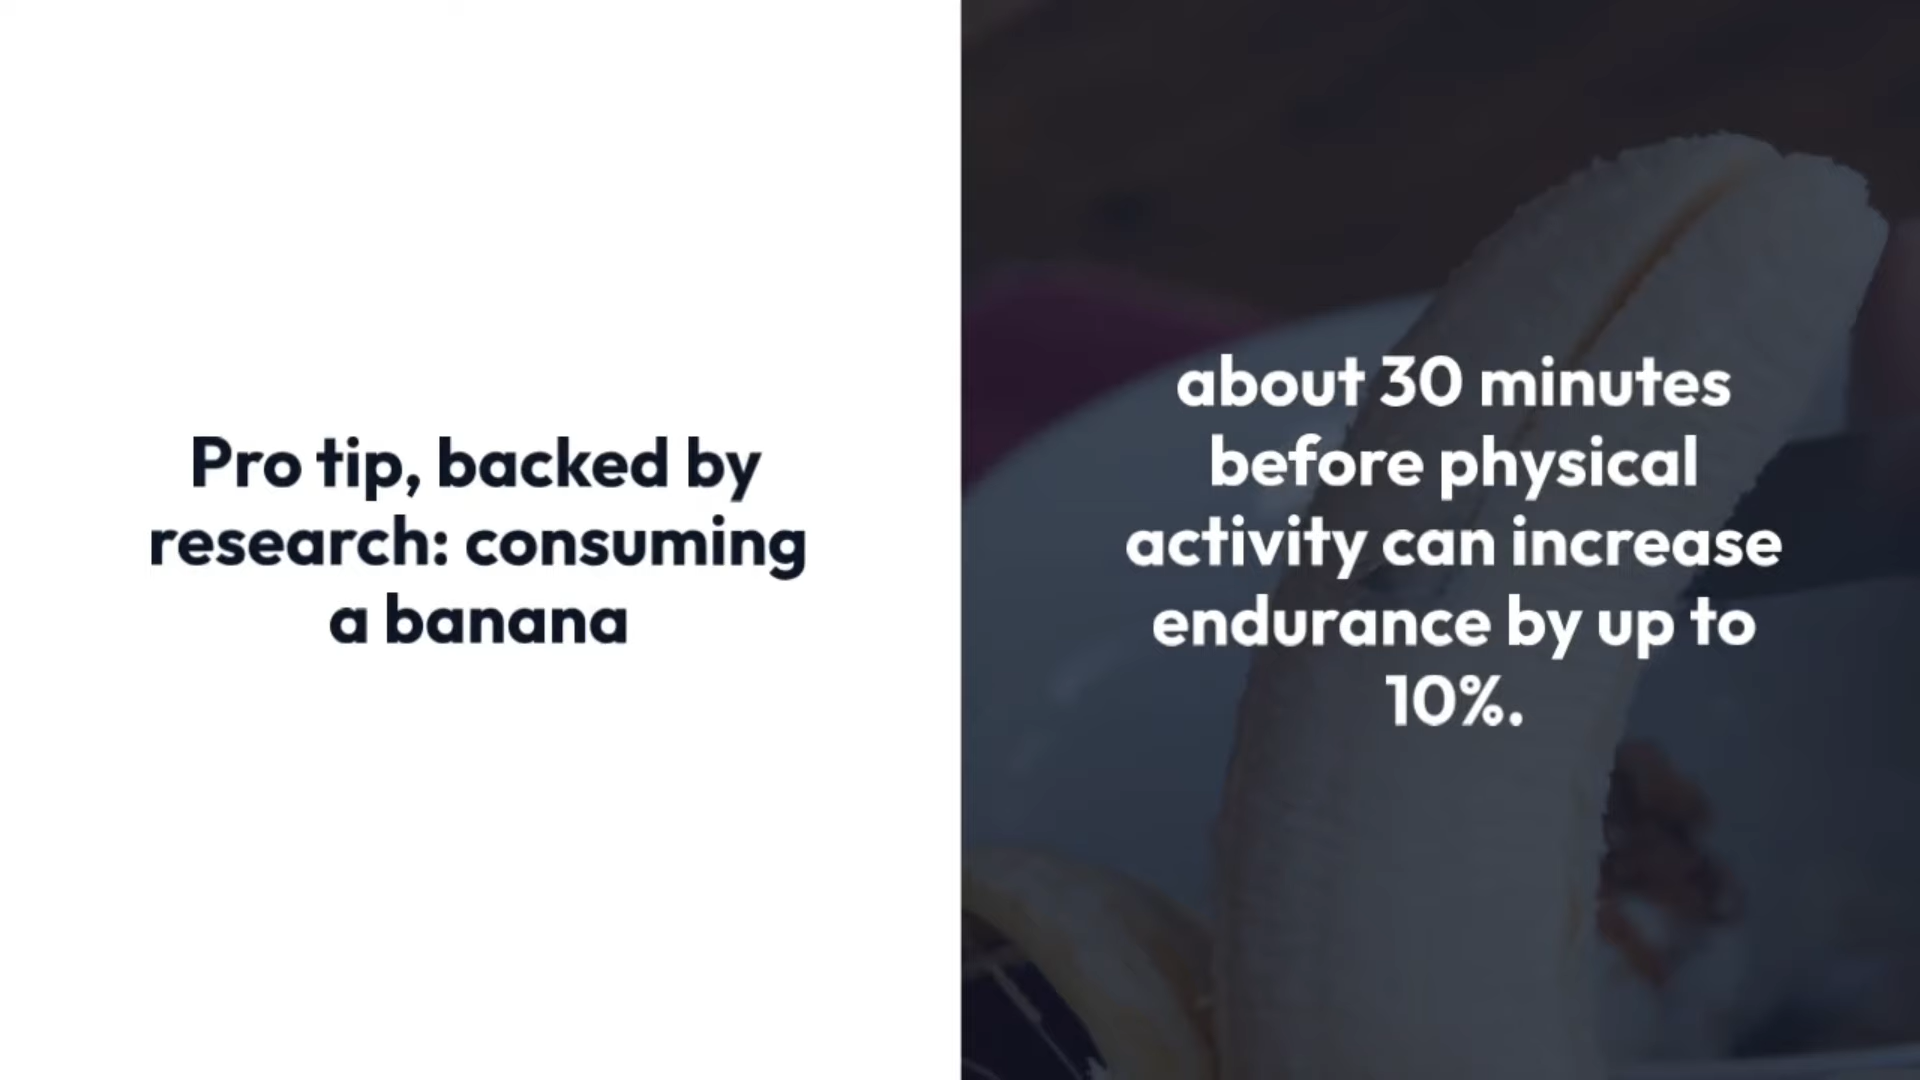 Pro tip, backed by
research: consuming
a banana
about 30 minutes
before physical
activity can increase
endurance by up to
10%.